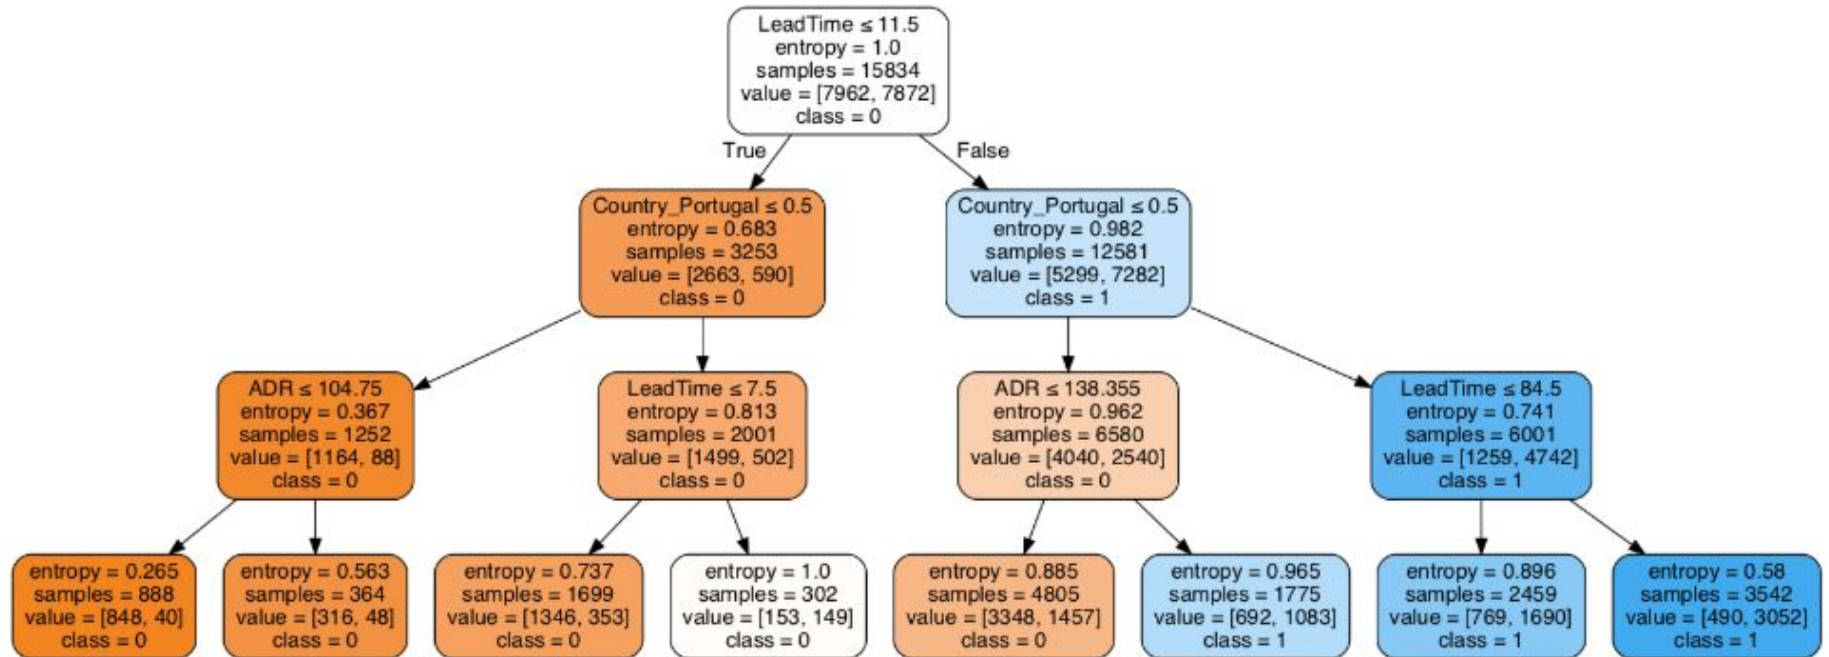 LeadTime ≤ 11.5
entropy = 1.0
samples = 15834
value = [7962, 7872]
class = 0
True
False
Country_Portugal ≤ 0.5
entropy = 0.683
samples = 3253
value = [2663, 590]
class = 0
Country_Portugal ≤ 0.5
entropy = 0.982
samples = 12581
value = [5299, 7282]
class = 1
ADR ≤ 104.75
entropy = 0.367
samples = 1252
value = [1164, 88]
class = 0
LeadTime ≤ 7.5
entropy = 0.813
samples = 2001
value = [1499, 502]
class = 0
ADR ≤ 138.355
entropy = 0.962
samples = 6580
value = [4040, 2540]
class = 0
LeadTime ≤ 84.5
entropy = 0.741
samples = 6001
value = [1259, 4742]
class = 1
entropy = 0.265
samples = 888
value = [848, 40]
class = 0
entropy = 0.563
samples = 364
value = [316, 48]
class = 0
entropy = 0.737
samples = 1699
value = [1346, 353]
class = 0
entropy = 1.0
samples = 302
value = [153, 149]
class = 0
entropy = 0.885
samples = 4805
value = [3348, 1457]
class = 0
entropy = 0.965
samples = 1775
value = [692, 1083]
class = 1
entropy = 0.896
samples = 2459
value = [769, 1690]
class = 1
entropy = 0.58
samples = 3542
value = [490, 3052]
class = 1